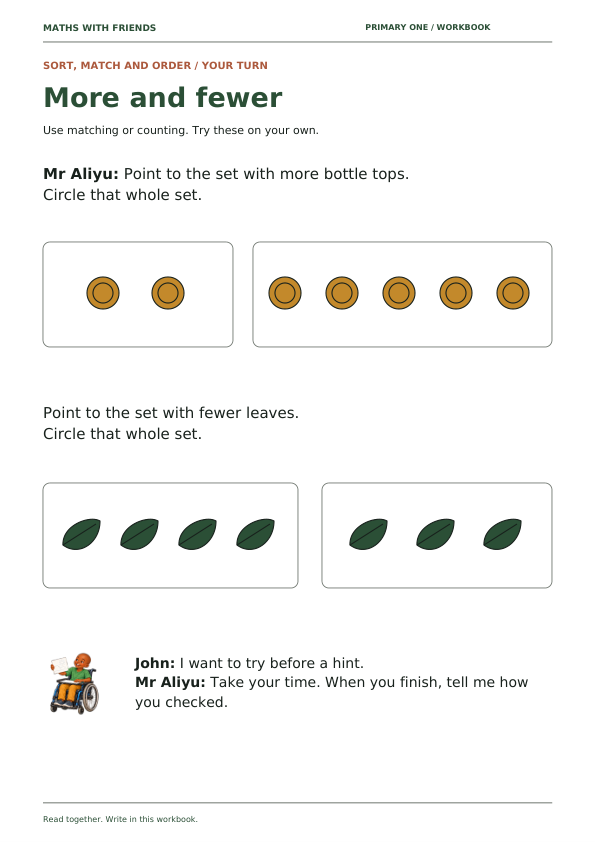 MATHS WITH FRIENDS
PRIMARY ONE / WORKBOOK
SORT, MATCH AND ORDER / YOUR TURN
More and fewer
Use matching or counting. Try these on your own.
Mr Aliyu: Point to the set with more bottle tops.
Circle that whole set.
Point to the set with fewer leaves.
Circle that whole set.
John: I want to try before a hint.
Mr Aliyu: Take your time. When you finish, tell me how
you checked.
Read together. Write in this workbook.